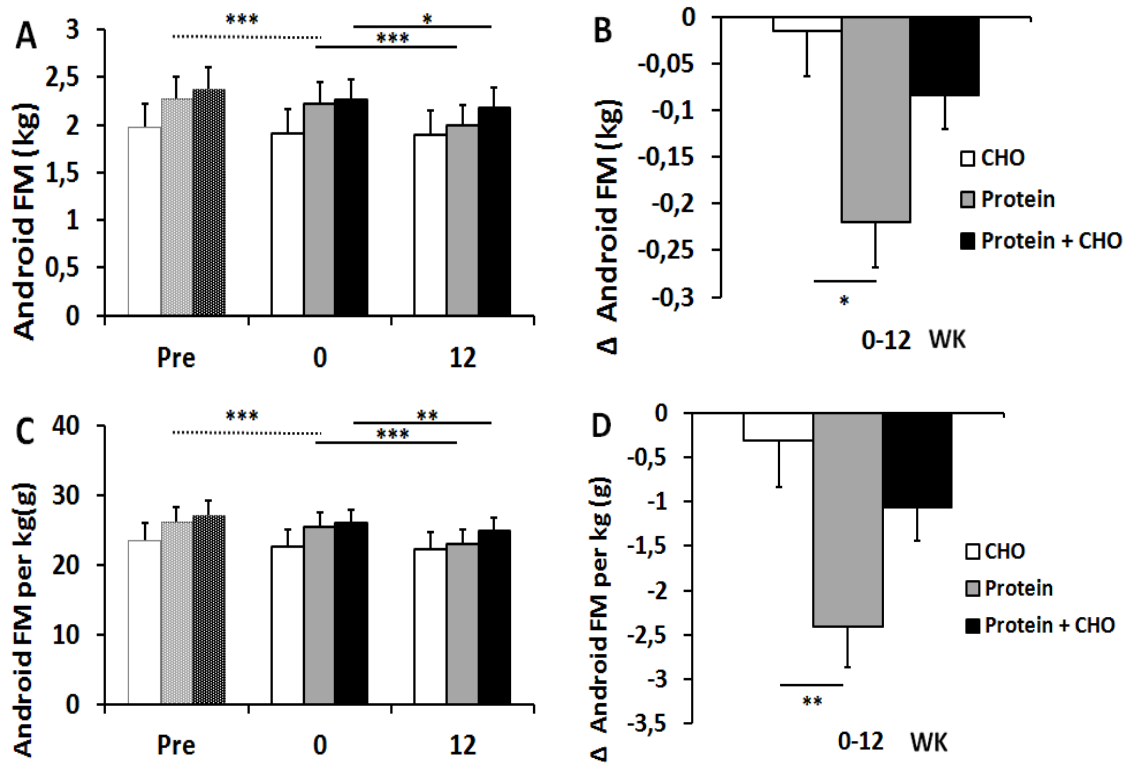 A
Android FM (kg)
3
2,5
2
1,5
1
0,5
0
***
*
***
Pre 0 12
B
Δ Android FM (kg)
0
-0,05
-0,1
-0,15
-0,2
-0,25
-0,3
CHO
Protein
Protein + CHO
*
0-12 WK
C
Android FM per kg(g)
40
30
20
10
0
***
**
***
Pre 0 12
D
Δ Android FM per kg (g)
0
-0,5
-1
-1,5
-2
-2,5
-3
-3,5
CHO
Protein
Protein + CHO
**
0-12 WK